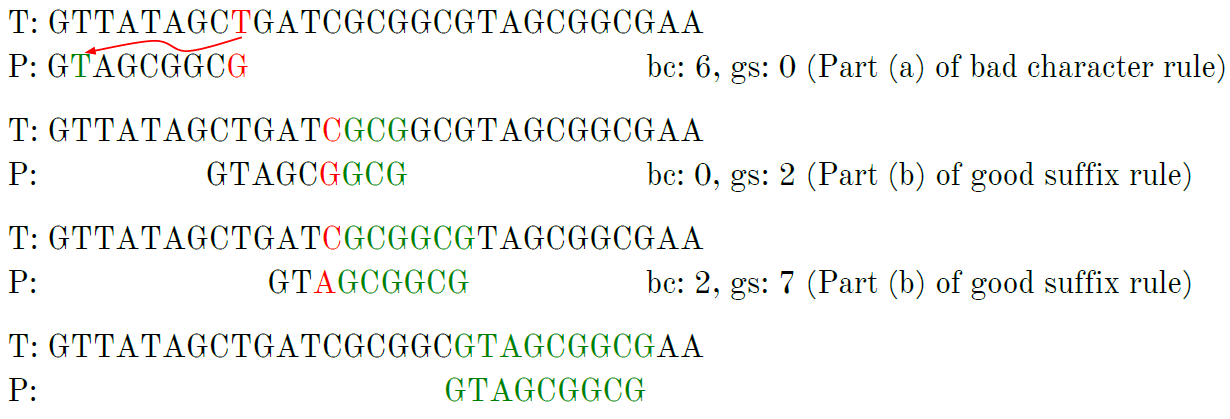 T: GTTATAGCTGATCGCGGCGTAGCGGCGAA
P: GTAGCGGCG bc: 6, gs: 0 (Part (a) of bad character rule)
T: GTTATAGCTGATCGCGGCGTAGCGGCGAA
P: GTAGCGGCG bc: 0, gs: 2 (Part (b) of good suffix rule)
T: GTTATAGCTGATCGCGGCGTAGCGGCGAA
P: GTAGCGGCG bc: 2, gs: 7 (Part (b) of good suffix rule)
T: GTTATAGCTGATCGCGGCGTAGCGGCGAA
P: GTAGCGGCG